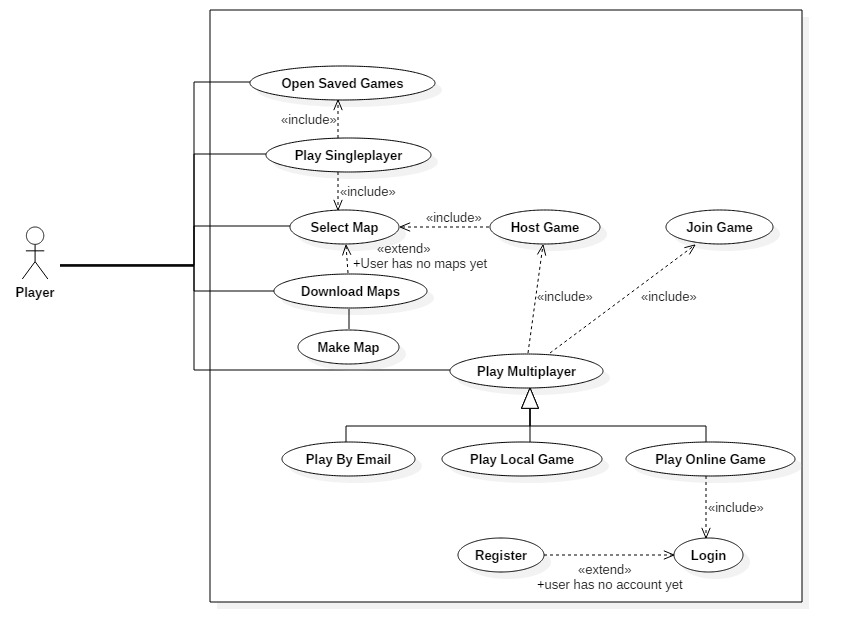 Open Saved Games
«include»
Play Singleplayer
«include»
Select Map
«include»
Host Game
Join Game
«extend»
+User has no maps yet
Player
Download Maps
«include»
«include»
Make Map
Play Multiplayer
Play By Email
Play Local Game
Play Online Game
«include»
Register
Login
«extend»
+user has no account yet